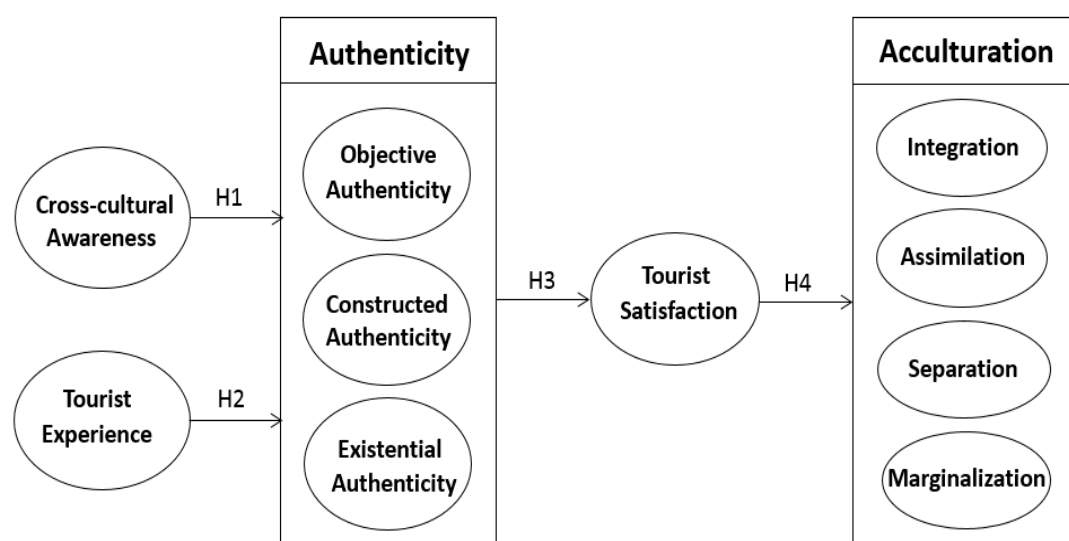 Authenticity
Acculturation
Objective
Authenticity
Integration
Cross-cultural
Awareness
H1
Assimilation
Constructed
Authenticity
H3
Tourist
Satisfaction
H4
Separation
Tourist
Experience
H2
Existential
Authenticity
Marginalization